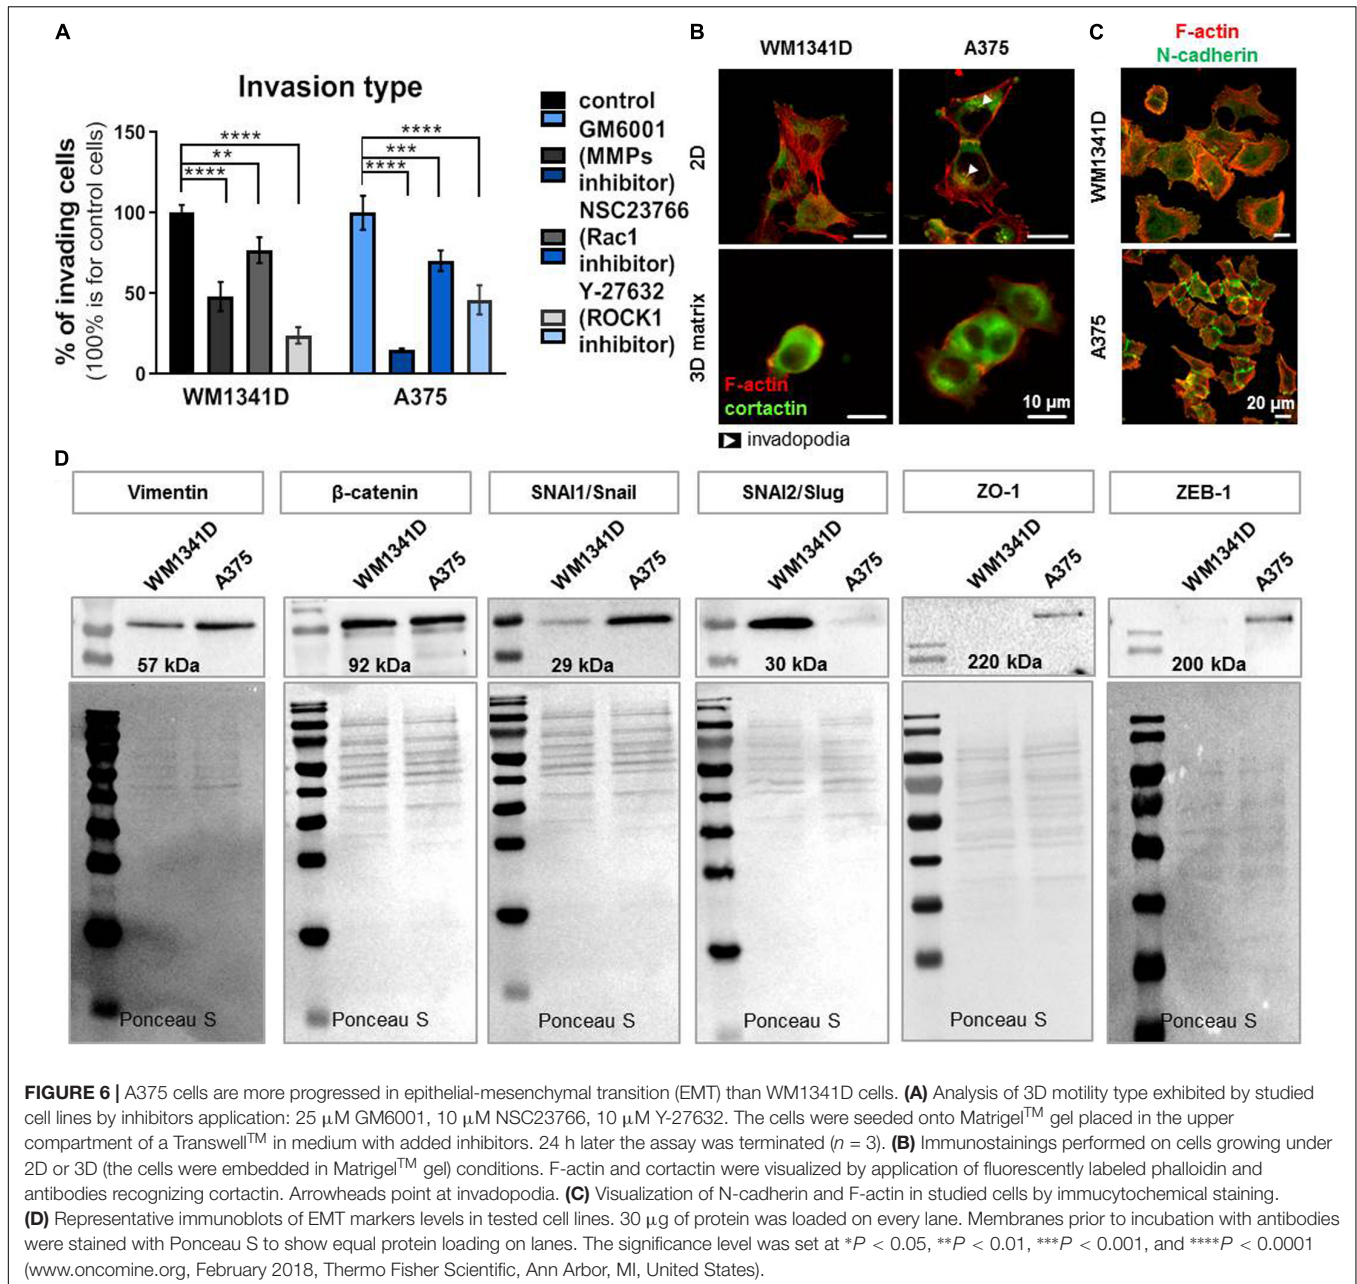 A
Invasion type
% of invading cells
(100% is for control cells)
150
100
50
0
****
**
****
****
***
****
WM1341D
A375
control
GM6001
(MMPs
inhibitor)
NSC23766
(Rac1
inhibitor)
Y-27632
(ROCK1
inhibitor)
B
WM1341D
A375
2D
3D matrix
F-actin
cortactin
10 µm
invadopodia
C
F-actin
N-cadherin
WM1341D
A375
20 µm
D
Vimentin
β-catenin
SNAI1/Snail
SNAI2/Slug
ZO-1
ZEB-1
WM1341D
A375
WM1341D
A375
WM1341D
A375
WM1341D
A375
WM1341D
A375
WM1341D
A375
57 kDa
92 kDa
29 kDa
30 kDa
220 kDa
200 kDa
Ponceau S
Ponceau S
Ponceau S
Ponceau S
Ponceau S
Ponceau S
FIGURE 6 | A375 cells are more progressed in epithelial-mesenchymal transition (EMT) than WM1341D cells. (A) Analysis of 3D motility type exhibited by studied
cell lines by inhibitors application: 25 µM GM6001, 10 µM NSC23766, 10 µM Y-27632. The cells were seeded onto Matrigel™ gel placed in the upper
compartment of a Transwell™ in medium with added inhibitors. 24 h later the assay was terminated (n = 3). (B) Immunostainings performed on cells growing under
2D or 3D (the cells were embedded in Matrigel™ gel) conditions. F-actin and cortactin were visualized by application of fluorescently labeled phalloidin and
antibodies recognizing cortactin. Arrowheads point at invadopodia. (C) Visualization of N-cadherin and F-actin in studied cells by immucytochemical staining.
(D) Representative immunoblots of EMT markers levels in tested cell lines. 30 µg of protein was loaded on every lane. Membranes prior to incubation with antibodies
were stained with Ponceau S to show equal protein loading on lanes. The significance level was set at *P < 0.05, **P < 0.01, ***P < 0.001, and ****P < 0.0001
(www.oncomine.org, February 2018, Thermo Fisher Scientific, Ann Arbor, MI, United States).